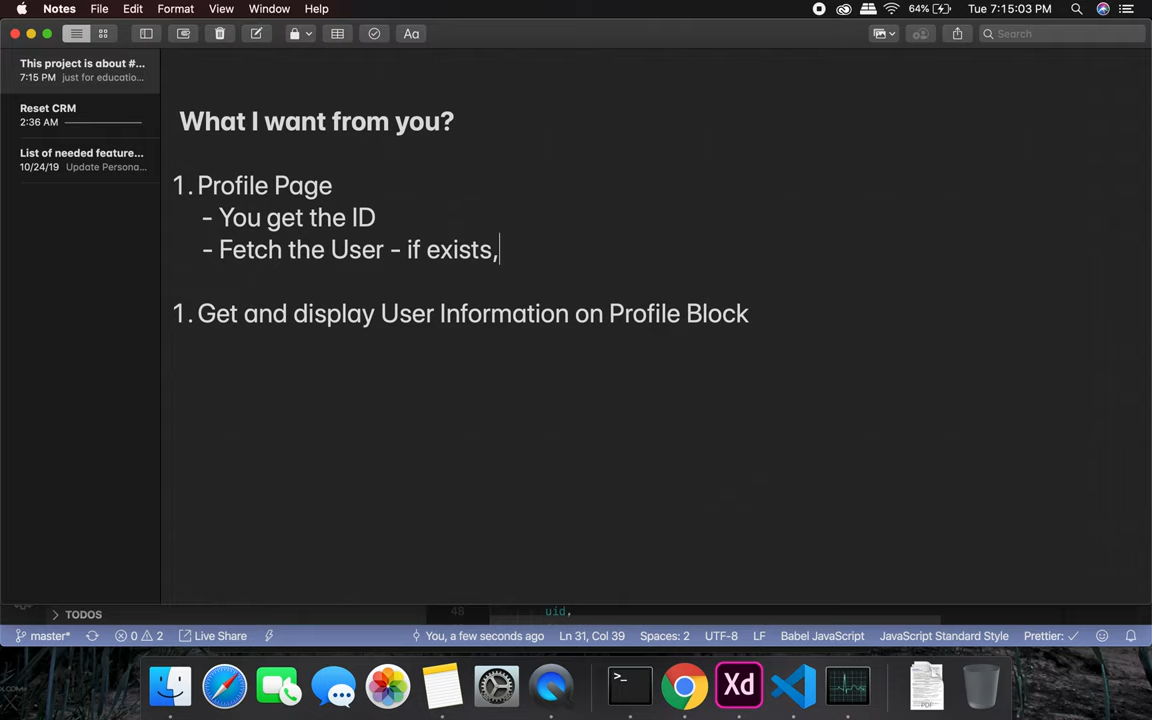 Notes File Edit Format View Window Help 64% Tue 7:15:03 PM
Aa Search
This project is about #...
7:15 PM just for educatio...
Reset CRM
2:36 AM
List of needed feature...
10/24/19 Update Persona...
What I want from you?
1. Profile Page
- You get the ID
- Fetch the User - if exists,
1. Get and display User Information on Profile Block
TODOS 48 uid,
master* 0 2 Live Share You, a few seconds ago Ln 31, Col 39 Spaces: 2 UTF-8 LF Babel JavaScript JavaScript Standard Style Prettier: ✓
>_ Xd
PDF